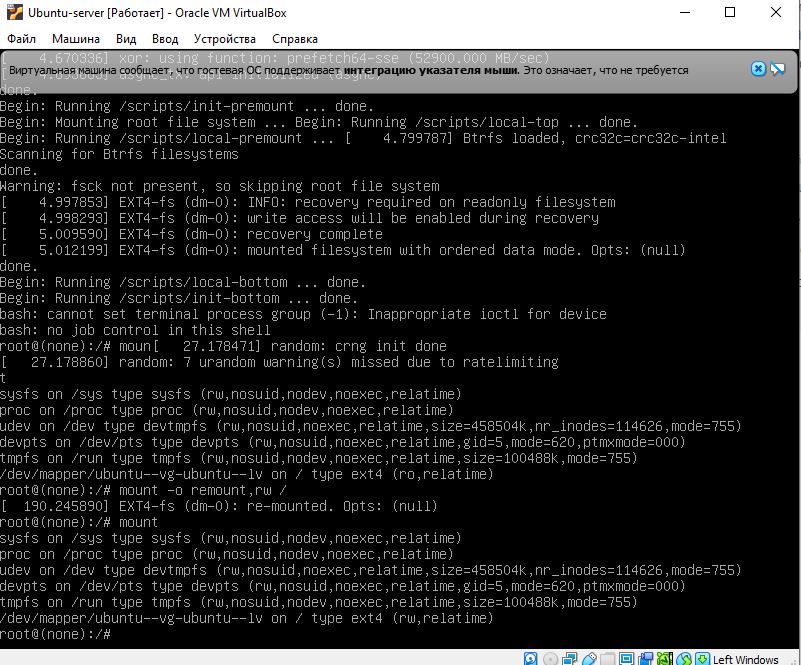 Ubuntu-server [Работает] - Oracle VM VirtualBox
Файл Машина Вид Ввод Устройства Справка
[    4.670336] xor: using function: prefetch64-sse (52900.000 MB/sec)
Виртуальная машина сообщает, что гостевая ОС поддерживает интеграцию указателя мыши. Это означает, что не требуется
done.
Begin: Running /scripts/init-premount ... done.
Begin: Mounting root file system ... Begin: Running /scripts/local-top ... done.
Begin: Running /scripts/local-premount ... [    4.799787] Btrfs loaded, crc32c=crc32c-intel
Scanning for Btrfs filesystems
done.
Warning: fsck not present, so skipping root file system
[    4.997853] EXT4-fs (dm-0): INFO: recovery required on readonly filesystem
[    4.998293] EXT4-fs (dm-0): write access will be enabled during recovery
[    5.009590] EXT4-fs (dm-0): recovery complete
[    5.012199] EXT4-fs (dm-0): mounted filesystem with ordered data mode. Opts: (null)
done.
Begin: Running /scripts/local-bottom ... done.
Begin: Running /scripts/init-bottom ... done.
bash: cannot set terminal process group (-1): Inappropriate ioctl for device
bash: no job control in this shell
root@(none):/# moun[   27.178471] random: crng init done
[   27.178860] random: 7 urandom warning(s) missed due to ratelimiting
t
sysfs on /sys type sysfs (rw,nosuid,nodev,noexec,relatime)
proc on /proc type proc (rw,nosuid,nodev,noexec,relatime)
udev on /dev type devtmpfs (rw,nosuid,noexec,relatime,size=458504k,nr_inodes=114626,mode=755)
devpts on /dev/pts type devpts (rw,nosuid,noexec,relatime,gid=5,mode=620,ptmxmode=000)
tmpfs on /run type tmpfs (rw,nosuid,nodev,noexec,relatime,size=100488k,mode=755)
/dev/mapper/ubuntu--vg-ubuntu--lv on / type ext4 (ro,relatime)
root@(none):/# mount -o remount,rw /
[  190.245890] EXT4-fs (dm-0): re-mounted. Opts: (null)
root@(none):/# mount
sysfs on /sys type sysfs (rw,nosuid,nodev,noexec,relatime)
proc on /proc type proc (rw,nosuid,nodev,noexec,relatime)
udev on /dev type devtmpfs (rw,nosuid,noexec,relatime,size=458504k,nr_inodes=114626,mode=755)
devpts on /dev/pts type devpts (rw,nosuid,noexec,relatime,gid=5,mode=620,ptmxmode=000)
tmpfs on /run type tmpfs (rw,nosuid,nodev,noexec,relatime,size=100488k,mode=755)
/dev/mapper/ubuntu--vg-ubuntu--lv on / type ext4 (rw,relatime)
root@(none):/#
Left Windows